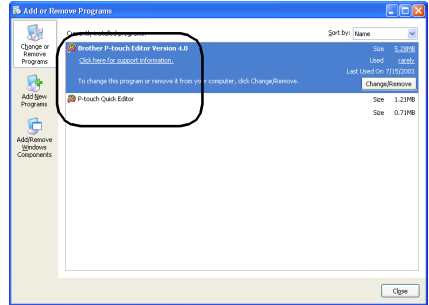 Add or Remove Programs
Change or
Remove
Programs
Add New
Programs
Add/Remove
Windows
Components
Currently installed programs:
Sort by: Name
Brother P-touch Editor Version 4.0
Size 5.28MB
Click here for support information.
Used rarely
Last Used On 7/15/2003
To change this program or remove it from your computer, click Change/Remove.
Change/Remove
P-touch Quick Editor
Size 1.21MB
Size 0.71MB
Close